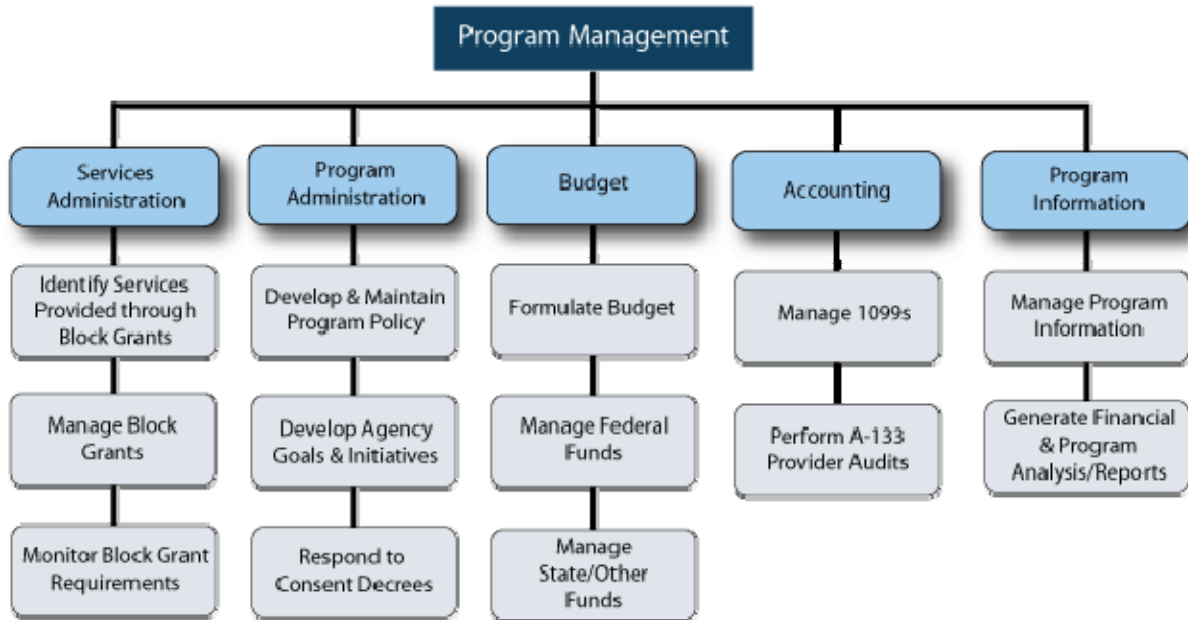 Program Management
Services
Administration
Program
Administration
Budget
Accounting
Program
Information
Identify Services
Provided through
Block Grants
Develop & Maintain
Program Policy
Formulate Budget
Manage 1099s
Manage Program
Information
Manage Block
Grants
Develop Agency
Goals & Initiatives
Manage Federal
Funds
Perform A-133
Provider Audits
Generate Financial
& Program
Analysis/Reports
Monitor Block Grant
Requirements
Respond to
Consent Decrees
Manage
State/Other
Funds